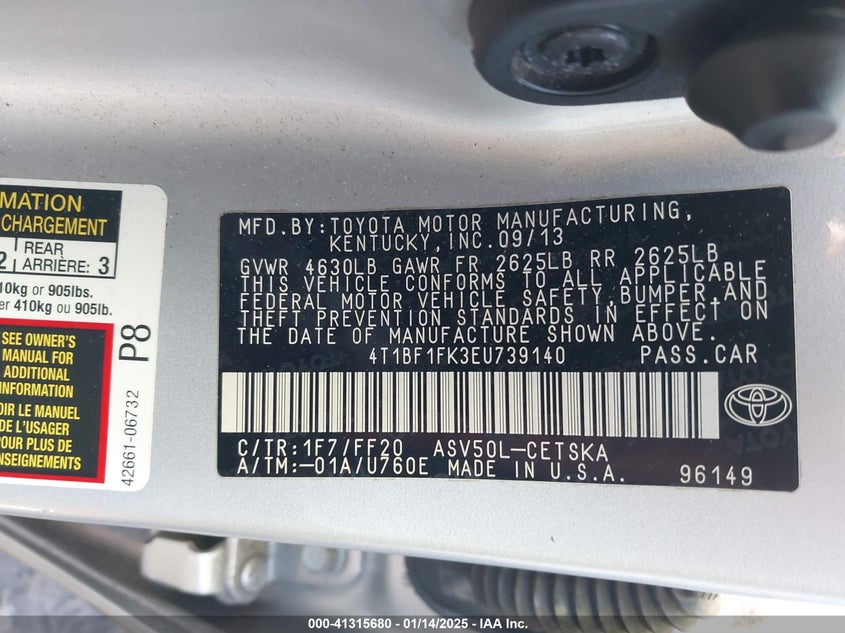 MATION
CHARGEMENT
2 REAR ARRIÈRE: 3
10kg or 905lbs.
er 410kg ou 905lb.
SEE OWNER'S
MANUAL FOR
ADDITIONAL
INFORMATION
OIR LE MANUEL
DE L'USAGER
POUR PLUS DE
RENSEIGNEMENTS
P8
42661-06732
MFD.BY:TOYOTA MOTOR MANUFACTURING,
KENTUCKY,INC.09/13
GVWR 4630LB GAWR FR 2625LB RR 2625LB
THIS VEHICLE CONFORMS TO ALL APPLICABLE
FEDERAL MOTOR VEHICLE SAFETY,BUMPER,AND
THEFT PREVENTION STANDARDS IN EFFECT ON
THE DATE OF MANUFACTURE SHOWN ABOVE.
4T1BF1FK3EU739140 PASS.CAR
C/TR:1F7/FF20 ASV50L-CETSKA
A/TM:-01A/U760E MADE IN U.S.A.
96149
000-41315680 - 01/14/2025 - IAA Inc.